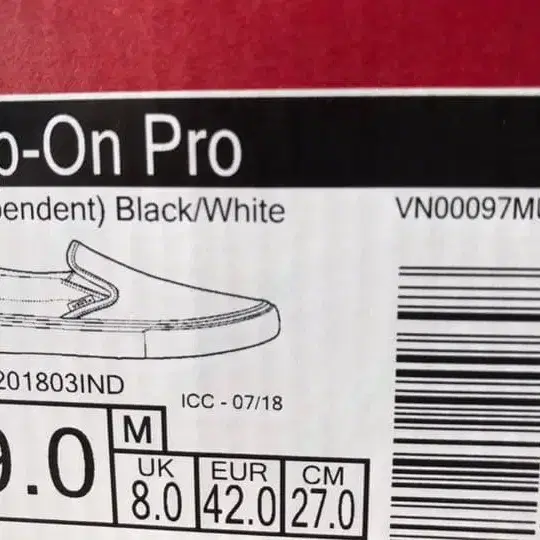 p-On Pro
pendent) Black/White
VN00097M
201803IND
ICC - 07/18
9.0
M
UK
8.0
EUR
42.0
CM
27.0